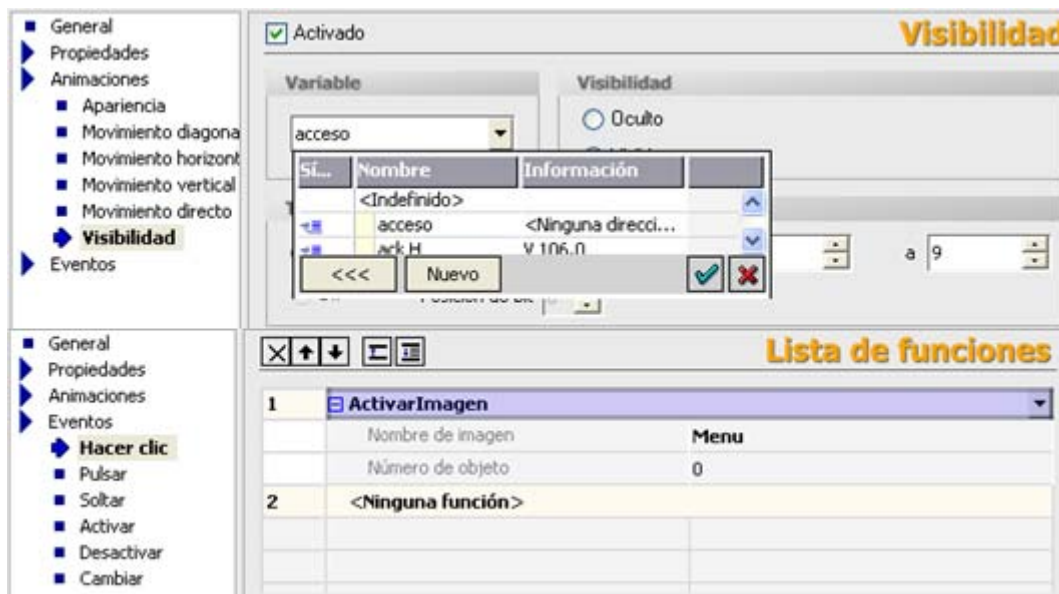 General
Propiedades
Animaciones
Apariencia
Movimiento diagona
Movimiento horizont
Movimiento vertical
Movimiento directo
Visibilidad
Eventos
Activado
Visibilidad
Variable
Visibilidad
acceso
Oculto
Sí... Nombre Información
<Indefinido>
acceso <Ninguna direcci...
ack H V 106.0
<<< Nuevo
a 9
General
Propiedades
Animaciones
Eventos
Hacer clic
Pulsar
Soltar
Activar
Desactivar
Cambiar
Lista de funciones
1 ActivarImagen
Nombre de imagen Menu
Número de objeto 0
2 <Ninguna función>